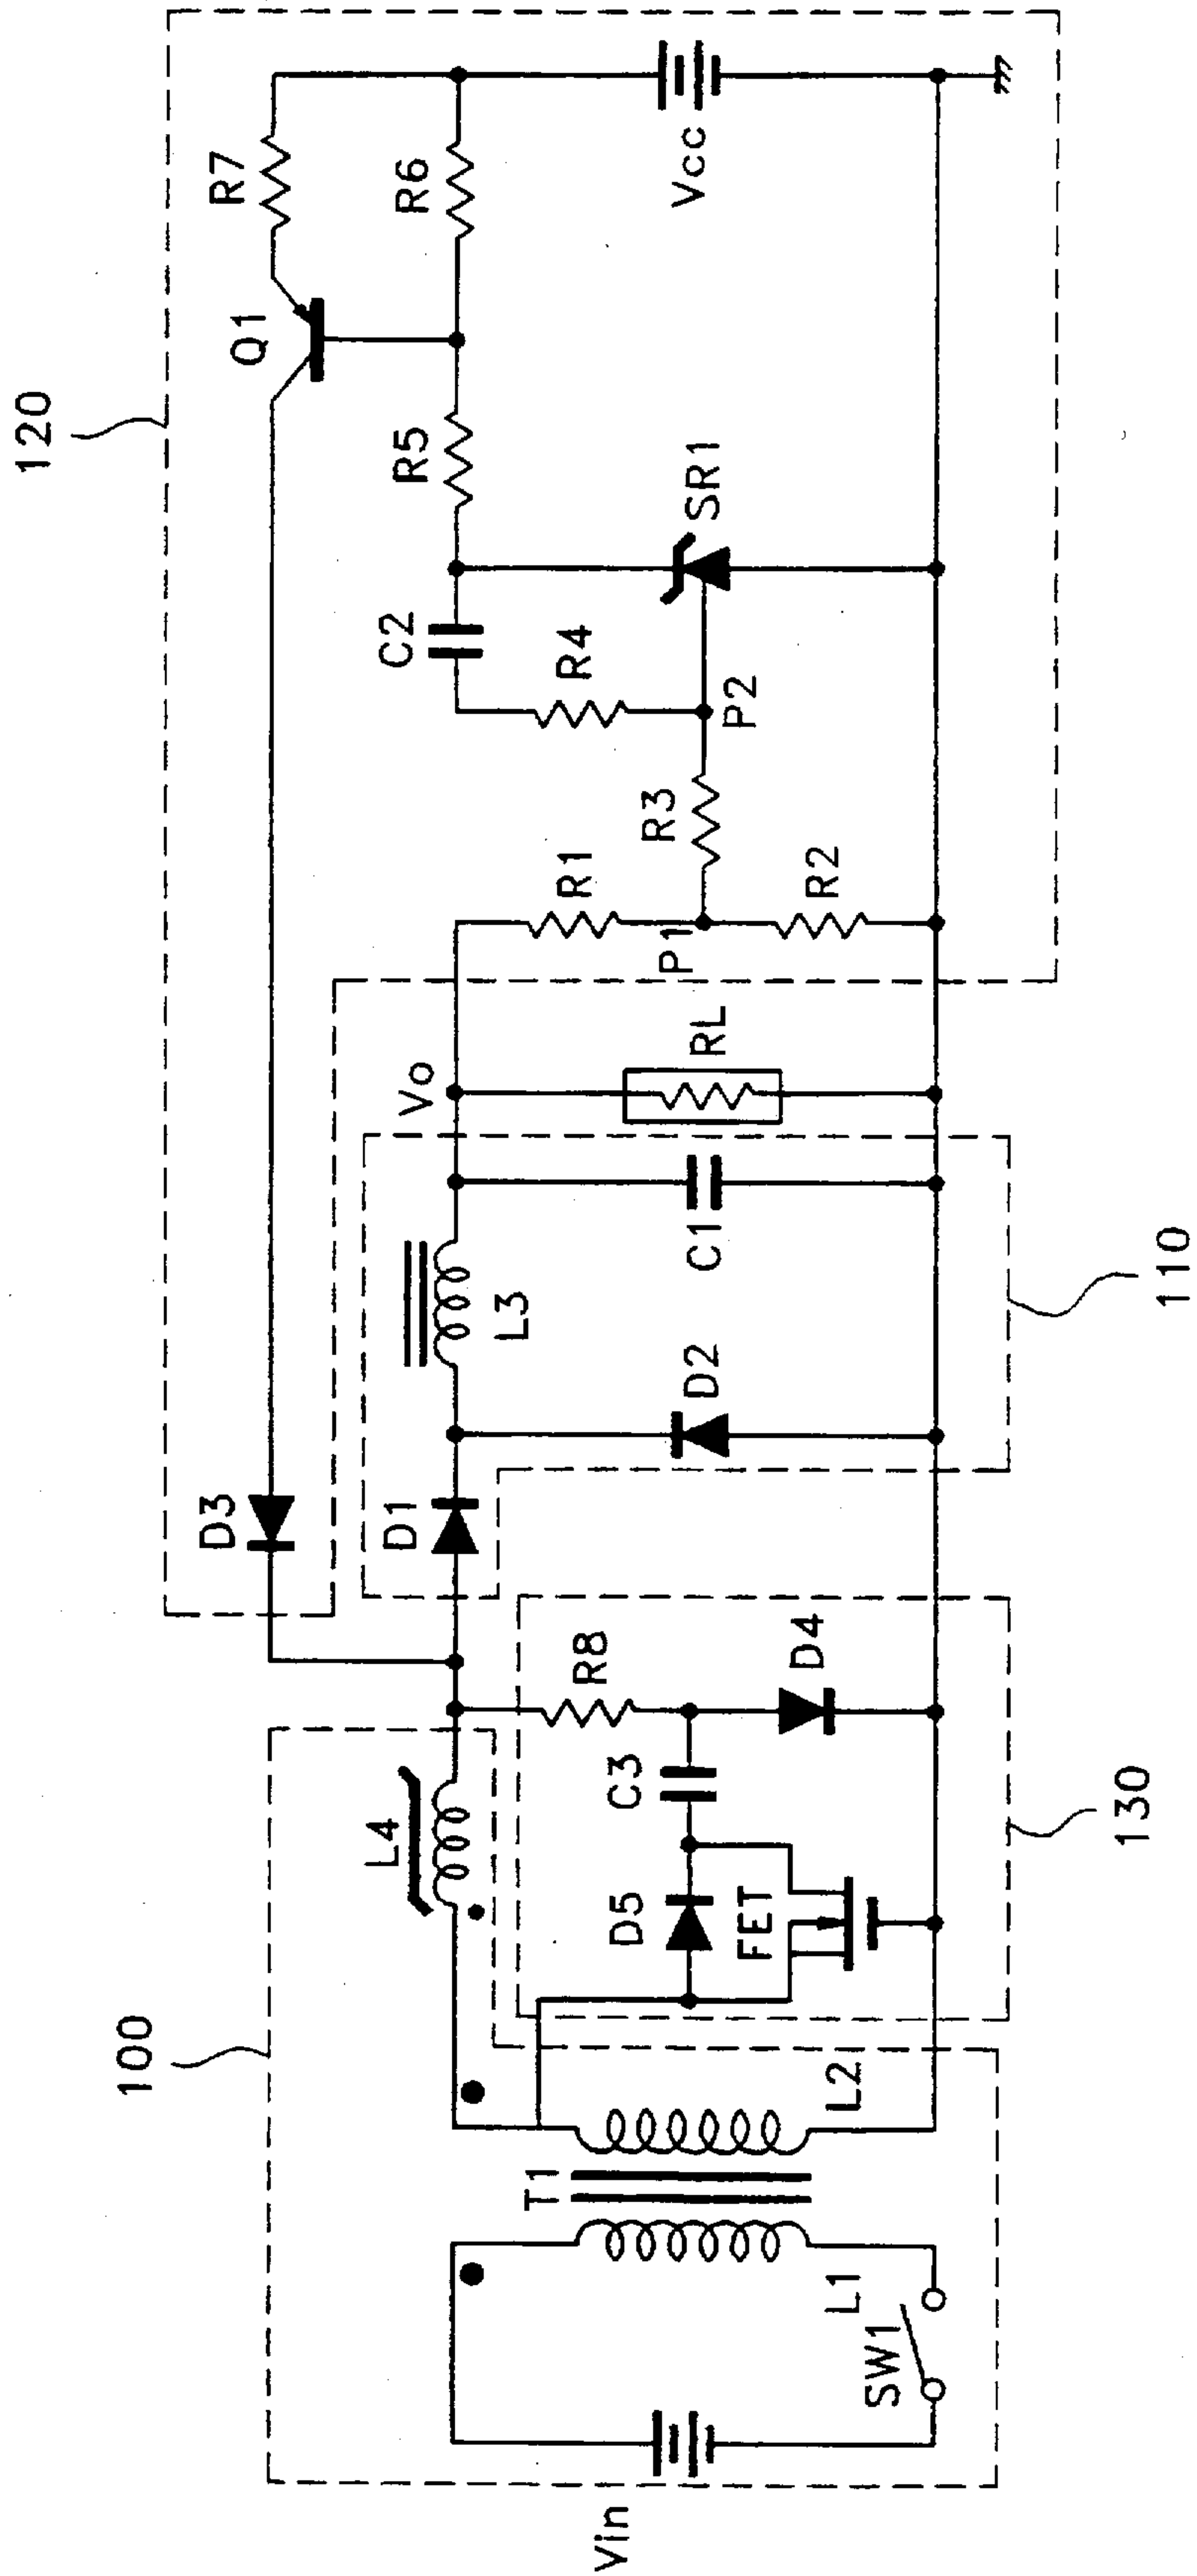 120
R7
Q1
R6
Vcc
R5
SR1
C2
R4
P2
R3
R1
P1
R2
Vo
RL
C1
L3
D2
110
D3
D1
R8
D4
C3
D5
FET
130
L4
100
L2
T1
L1
SW1
Vin